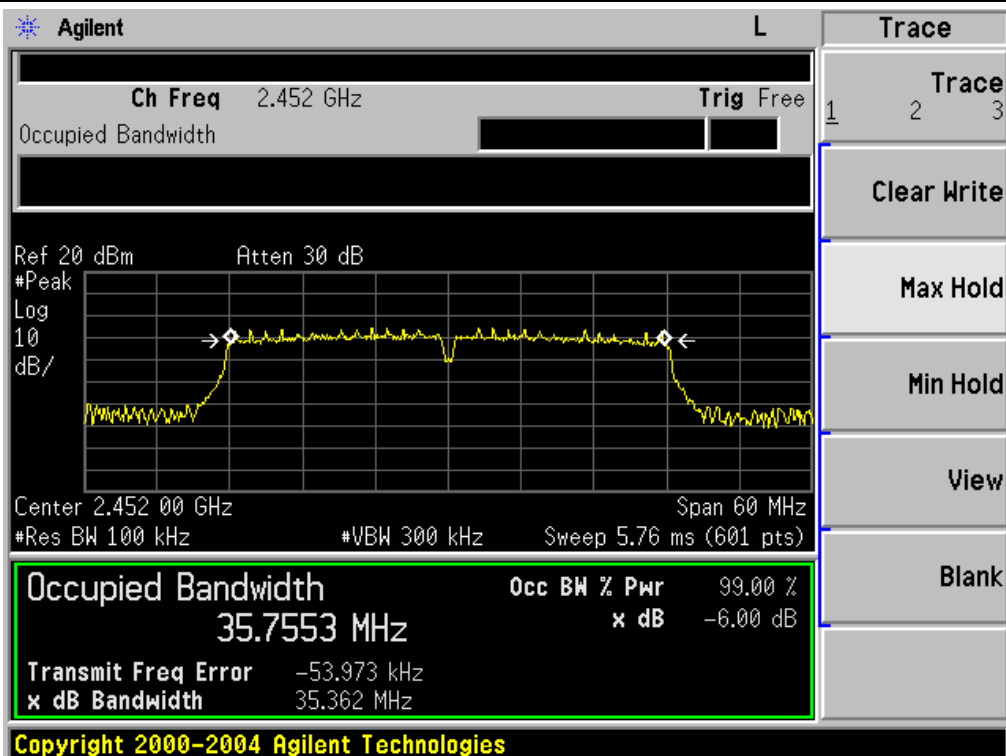 Agilent L Trace
Ch Freq 2.452 GHz Trig Free
Occupied Bandwidth
Trace
1 2 3
Clear Write
Max Hold
Min Hold
View
Blank
Ref 20 dBm Atten 30 dB
#Peak
Log
10
dB/
Center 2.452 00 GHz Span 60 MHz
#Res BW 100 kHz #VBW 300 kHz Sweep 5.76 ms (601 pts)
Occupied Bandwidth Occ BW % Pwr 99.00 %
35.7553 MHz x dB -6.00 dB
Transmit Freq Error -53.973 kHz
x dB Bandwidth 35.362 MHz
Copyright 2000-2004 Agilent Technologies